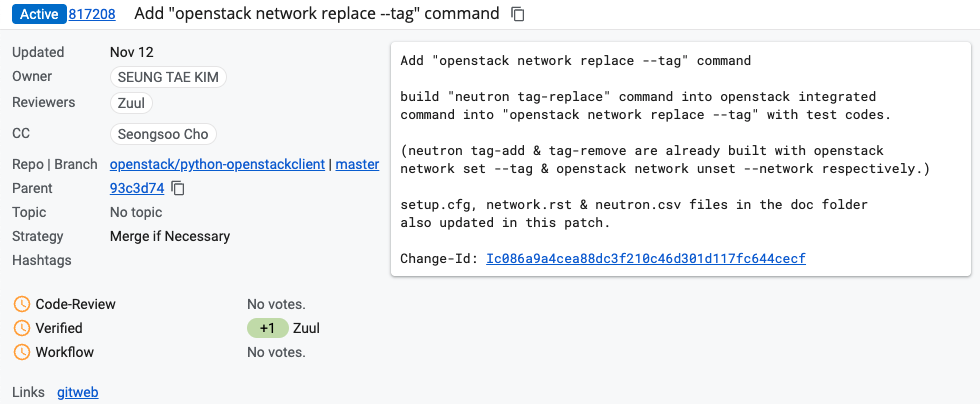 Active 817208 Add "openstack network replace --tag" command
Updated Nov 12
Owner SEUNG TAE KIM
Reviewers Zuul
CC Seongsoo Cho
Repo | Branch openstack/python-openstackclient | master
Parent 93c3d74
Topic No topic
Strategy Merge if Necessary
Hashtags
Add "openstack network replace --tag" command
build "neutron tag-replace" command into openstack integrated
command into "openstack network replace --tag" with test codes.
(neutron tag-add & tag-remove are already built with openstack
network set --tag & openstack network unset --network respectively.)
setup.cfg, network.rst & neutron.csv files in the doc folder
also updated in this patch.
Change-Id: Ic086a9a4cea88dc3f210c46d301d117fc644cecf
Code-Review No votes.
Verified +1 Zuul
Workflow No votes.
Links gitweb